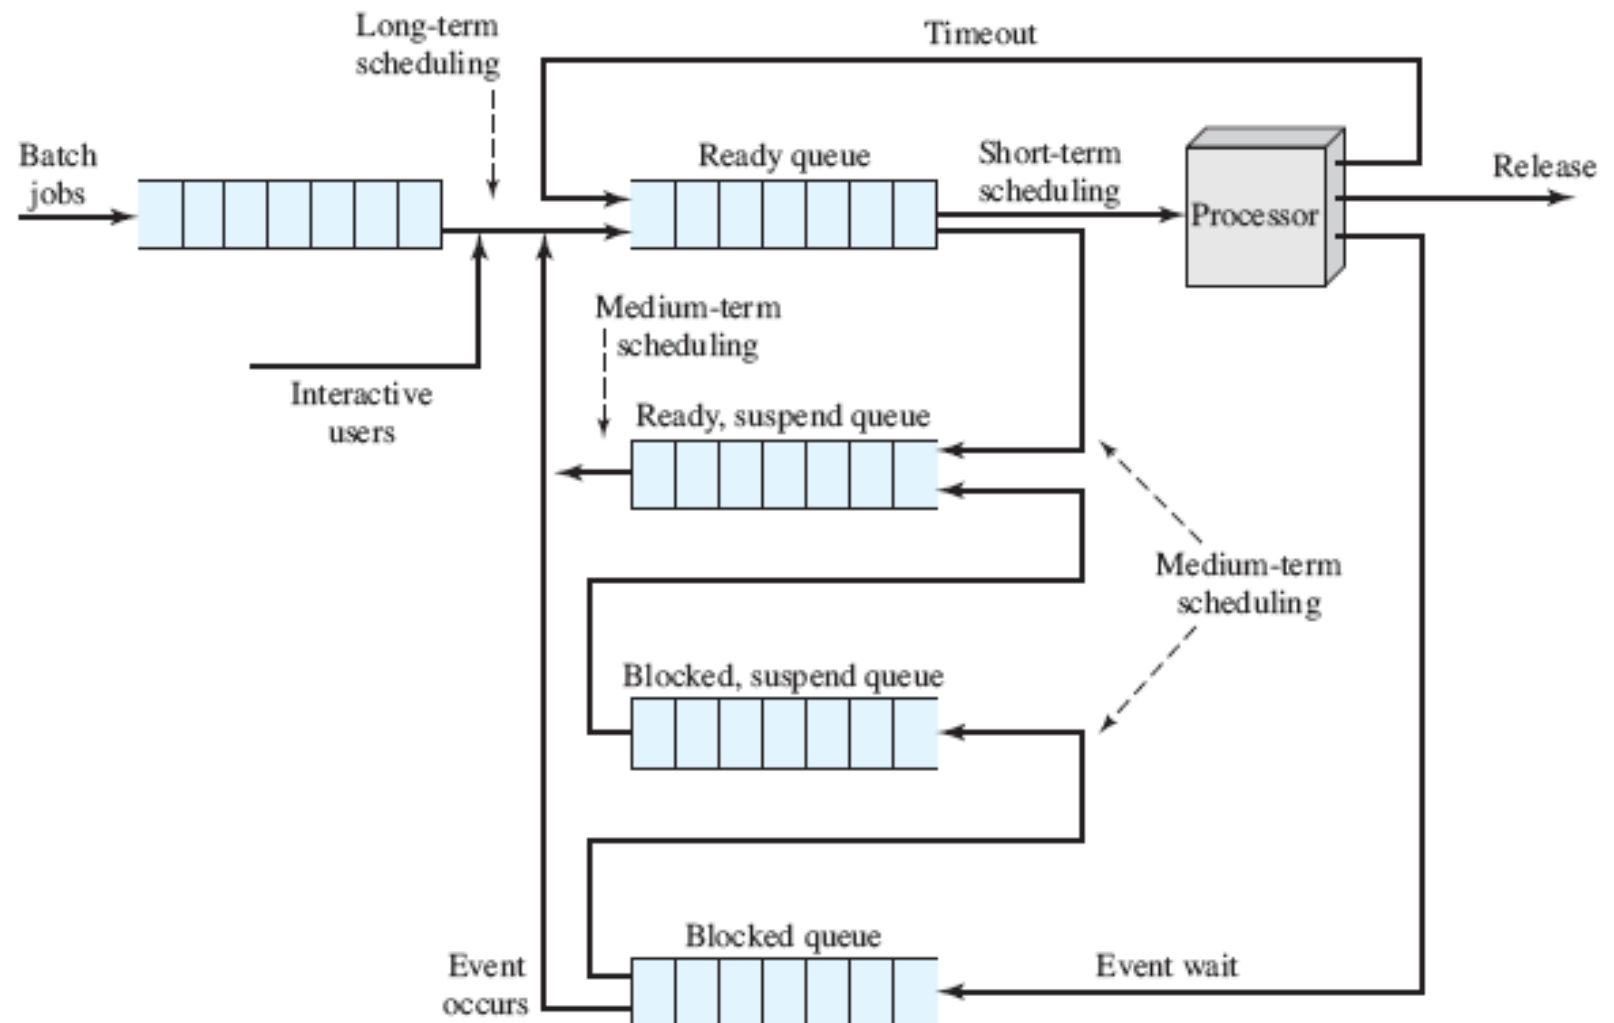 Long-term
scheduling
Timeout
Batch
jobs
Ready queue
Short-term
scheduling
Processor
Release
Medium-term
scheduling
Interactive
users
Ready, suspend queue
Medium-term
scheduling
Blocked, suspend queue
Blocked queue
Event
occurs
Event wait